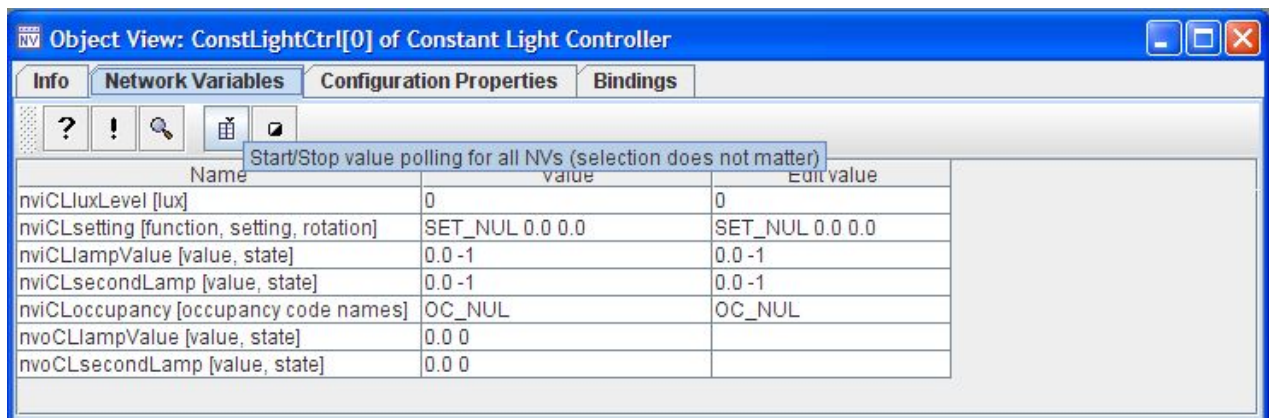 NV Object View: ConstLightCtrl[0] of Constant Light Controller
Info Network Variables Configuration Properties Bindings
? !
Start/Stop value polling for all NVs (selection does not matter)
Name Value Edit value
nviCLluxLevel [lux] 0 0
nviCLsetting [function, setting, rotation] SET_NUL 0.0 0.0 SET_NUL 0.0 0.0
nviCLlampValue [value, state] 0.0 -1 0.0 -1
nviCLsecondLamp [value, state] 0.0 -1 0.0 -1
nviCLoccupancy [occupancy code names] OC_NUL OC_NUL
nvoCLlampValue [value, state] 0.0 0
nvoCLsecondLamp [value, state] 0.0 0